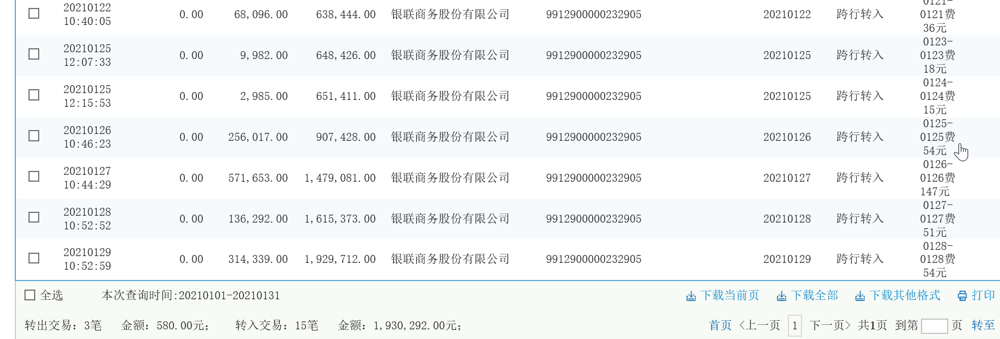 20210122 10:40:05 0.00 68,096.00 638,444.00 银联商务股份有限公司 9912900000232905 20210122 跨行转入 0121-0121费36元
20210125 12:07:33 0.00 9,982.00 648,426.00 银联商务股份有限公司 9912900000232905 20210125 跨行转入 0123-0123费18元
20210125 12:15:53 0.00 2,985.00 651,411.00 银联商务股份有限公司 9912900000232905 20210125 跨行转入 0124-0124费15元
20210126 10:46:23 0.00 256,017.00 907,428.00 银联商务股份有限公司 9912900000232905 20210126 跨行转入 0125-0125费54元
20210127 10:44:29 0.00 571,653.00 1,479,081.00 银联商务股份有限公司 9912900000232905 20210127 跨行转入 0126-0126费147元
20210128 10:52:52 0.00 136,292.00 1,615,373.00 银联商务股份有限公司 9912900000232905 20210128 跨行转入 0127-0127费51元
20210129 10:52:59 0.00 314,339.00 1,929,712.00 银联商务股份有限公司 9912900000232905 20210129 跨行转入 0128-0128费54元
全选 本次查询时间:20210101-20210131 下载当前页 下载全部 下载其他格式 打印
转出交易：3笔 金额：580.00元； 转入交易：15笔 金额：1,930,292.00元； 首页 <上一页 1 下一页> 共1页 到第 页 转至